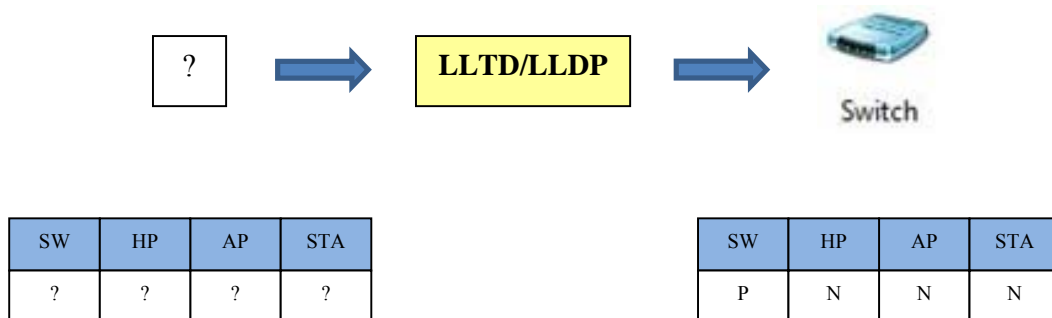 ?
LLTD/LLDP
Switch
SW HP AP STA
? ? ? ?
SW HP AP STA
P N N N